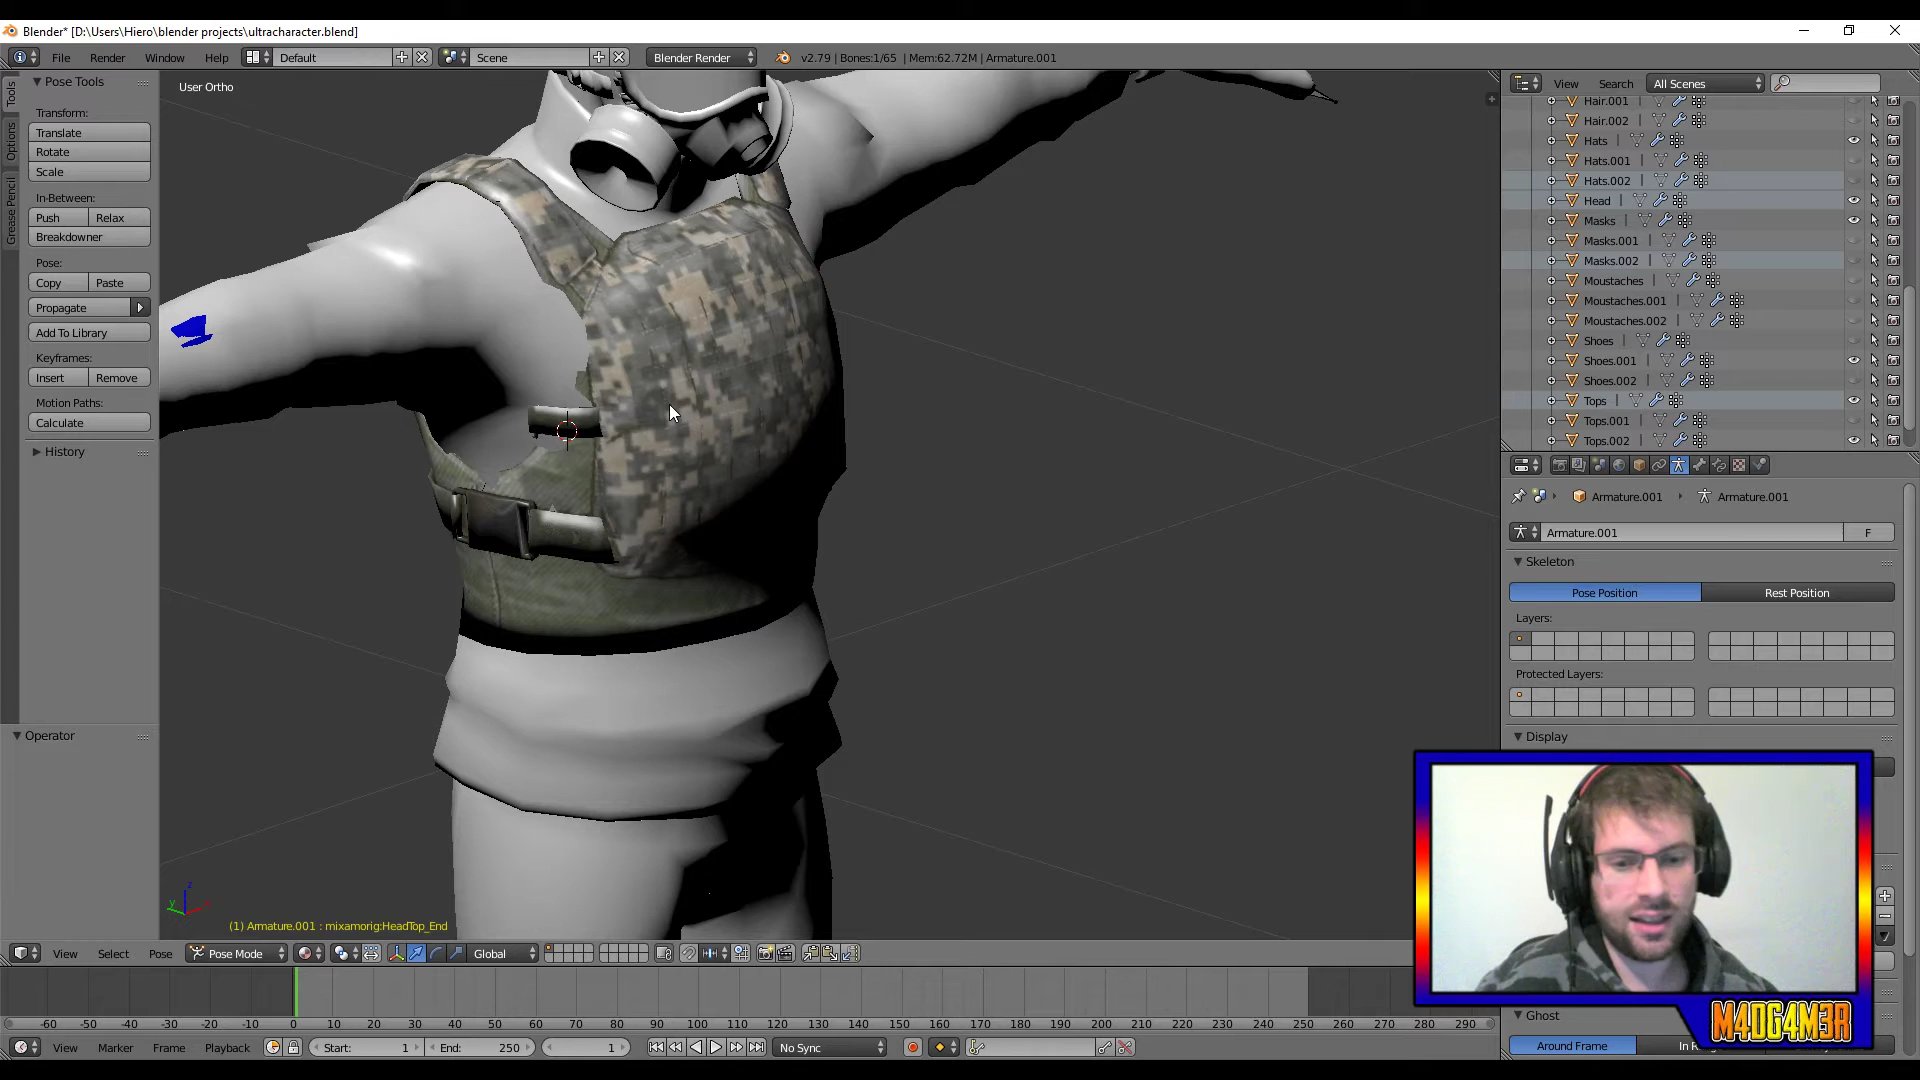 Blender* [D:\Users\Hiero\blender projects\ultracharacter.blend]
File Render Window Help Default Scene Blender Render v2.79 | Bones:1/65 | Mem:62.72M | Armature.001
Tools
Options
Grease Pencil
Pose Tools
Transform:
Translate
Rotate
Scale
In-Between:
Push Relax
Breakdowner
Pose:
Copy Paste
Propagate
Add To Library
Keyframes:
Insert Remove
Motion Paths:
Calculate
History
Operator
User Ortho
z
y
(1) Armature.001 : mixamorig:HeadTop_End
View Search All Scenes
Hair.001
Hair.002
Hats
Hats.001
Hats.002
Head
Masks
Masks.001
Masks.002
Moustaches
Moustaches.001
Moustaches.002
Shoes
Shoes.001
Shoes.002
Tops
Tops.001
Tops.002
Armature.001 Armature.001
Armature.001 F
Skeleton
Pose Position Rest Position
Layers:
Protected Layers:
Display
M4DG4M3R
Ghost
Around Frame
View Select Pose Pose Mode Global
-60 -50 -40 -30 -20 -10 0 10 20 30 40 50 60 70 80 90 100 110 120 130 140 150 160 170 180 190 200 210 220 230 240 250 260 270 280 290
View Marker Frame Playback Start: 1 End: 250 1 No Sync